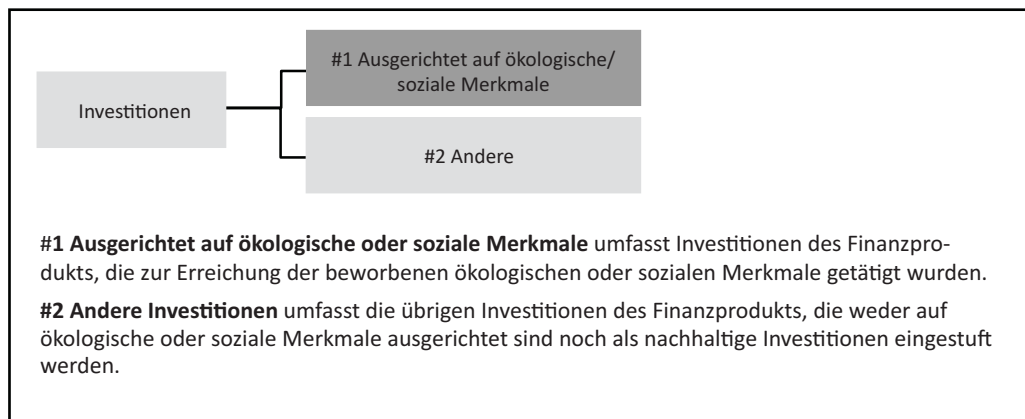 #1 Ausgerichtet auf ökologische/
soziale Merkmale
Investitionen
#2 Andere
#1 Ausgerichtet auf ökologische oder soziale Merkmale umfasst Investitionen des Finanzpro-
dukts, die zur Erreichung der beworbenen ökologischen oder sozialen Merkmale getätigt wurden.
#2 Andere Investitionen umfasst die übrigen Investitionen des Finanzprodukts, die weder auf
ökologische oder soziale Merkmale ausgerichtet sind noch als nachhaltige Investitionen eingestuft
werden.